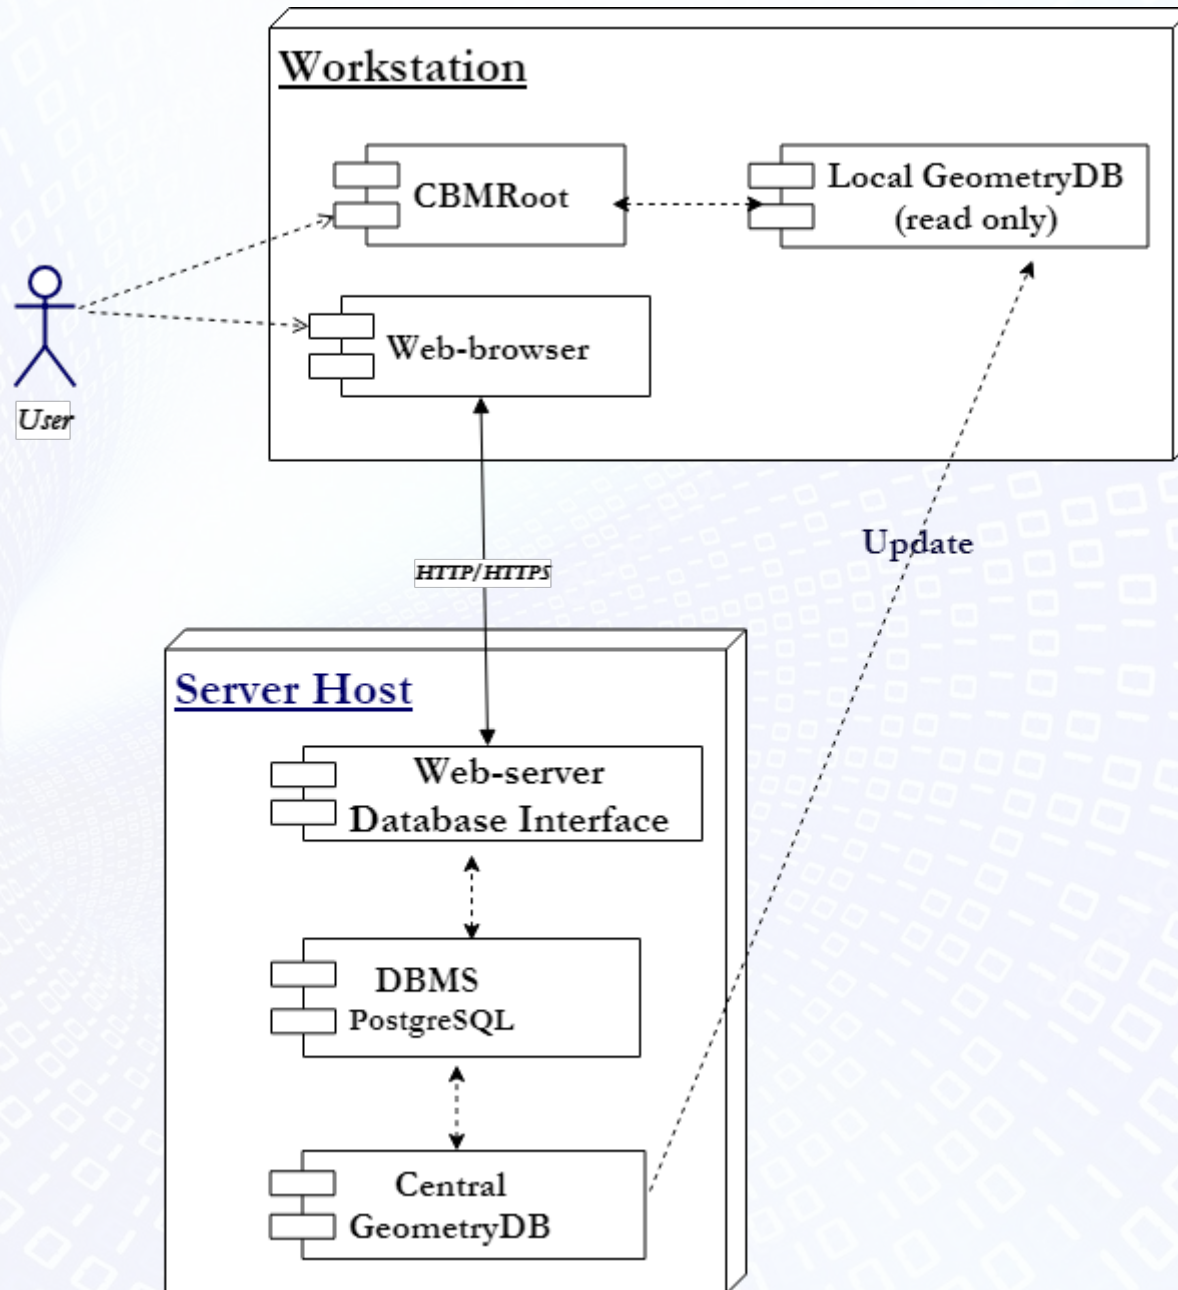 Workstation
CBMRoot
Local GeometryDB
(read only)
Web-browser
User
Update
HTTP/HTTPS
Server Host
Web-server
Database Interface
DBMS
PostgreSQL
Central
GeometryDB